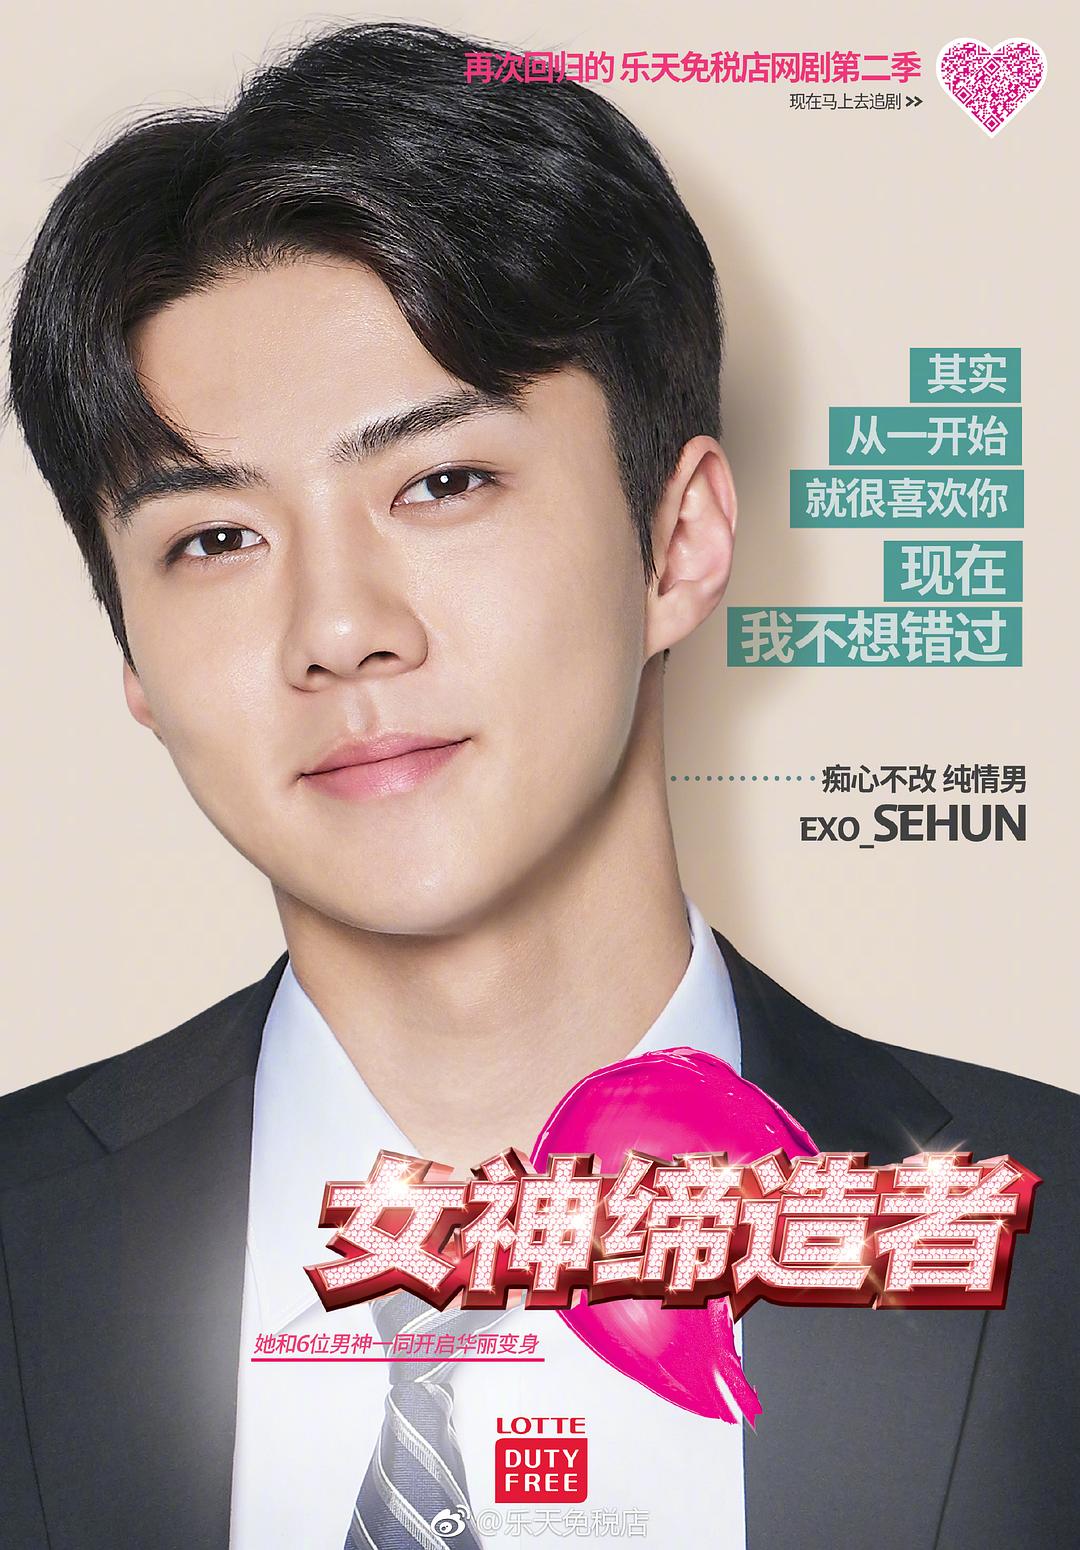 再次回归的 乐天免税店网剧第二季
现在马上去追剧 >>
其实
从一开始
就很喜欢你
现在
我不想错过
痴心不改 纯情男
EXO_SEHUN
女神缔造者
她和6位男神一同开启华丽变身
LOTTE
DUTY
FREE
@乐天免税店